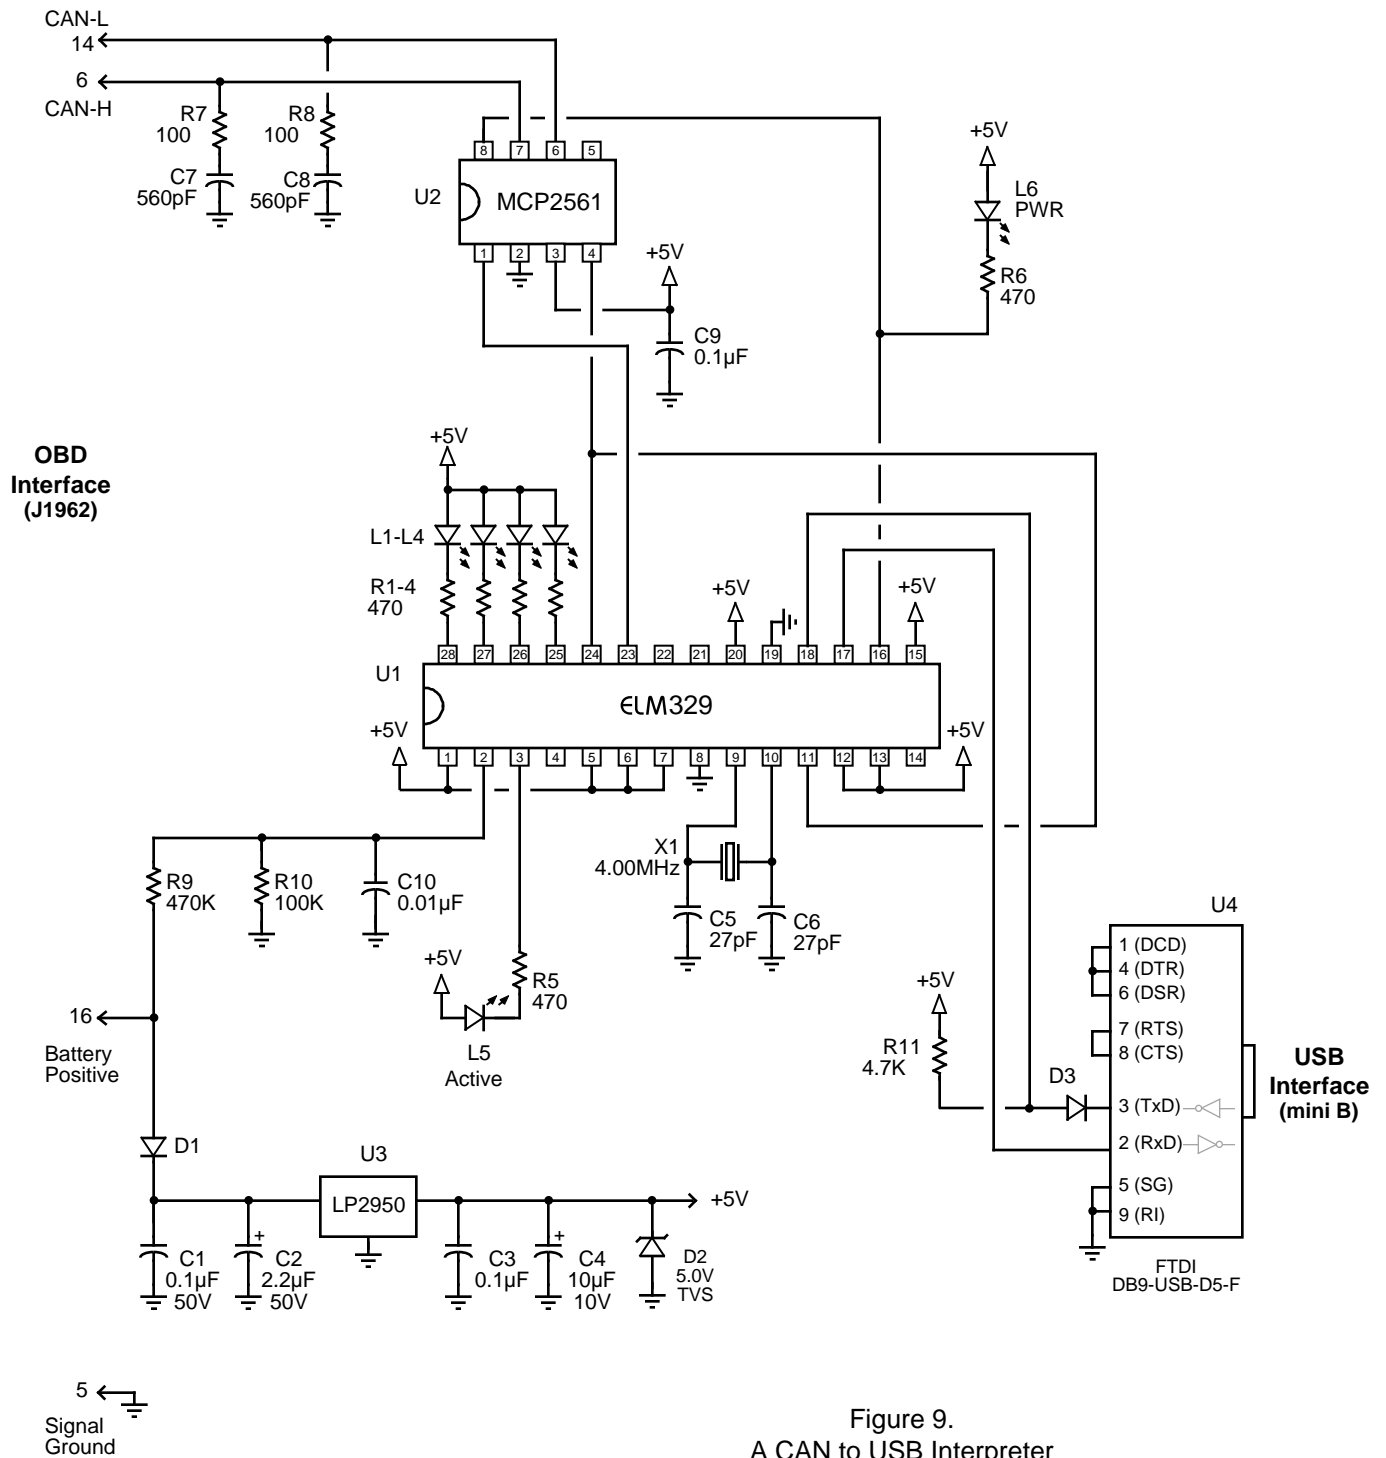 CAN-L
14
6
CAN-H
R7
100
R8
100
C7
560pF
C8
560pF
8 7 6 5
U2
MCP2561
1 2 3 4
+5V
L6
PWR
R6
470
+5V
C9
0.1µF
OBD
Interface
(J1962)
+5V
L1-L4
R1-4
470
+5V
+5V
28 27 26 25 24 23 22 21 20 19 18 17 16 15
U1
ELM329
+5V
+5V
1 2 3 4 5 6 7 8 9 10 11 12 13 14
X1
4.00MHz
R9
470K
R10
100K
C10
0.01µF
C5
27pF
C6
27pF
+5V
R5
470
L5
Active
16
Battery
Positive
+5V
R11
4.7K
D3
U4
1 (DCD)
4 (DTR)
6 (DSR)
7 (RTS)
8 (CTS)
3 (TxD)
2 (RxD)
5 (SG)
9 (RI)
USB
Interface
(mini B)
FTDI
DB9-USB-D5-F
D1
U3
LP2950
+5V
C1
0.1µF
50V
+
C2
2.2µF
50V
C3
0.1µF
+
C4
10µF
10V
D2
5.0V
TVS
5
Signal
Ground
Figure 9.
A CAN to USB Interpreter